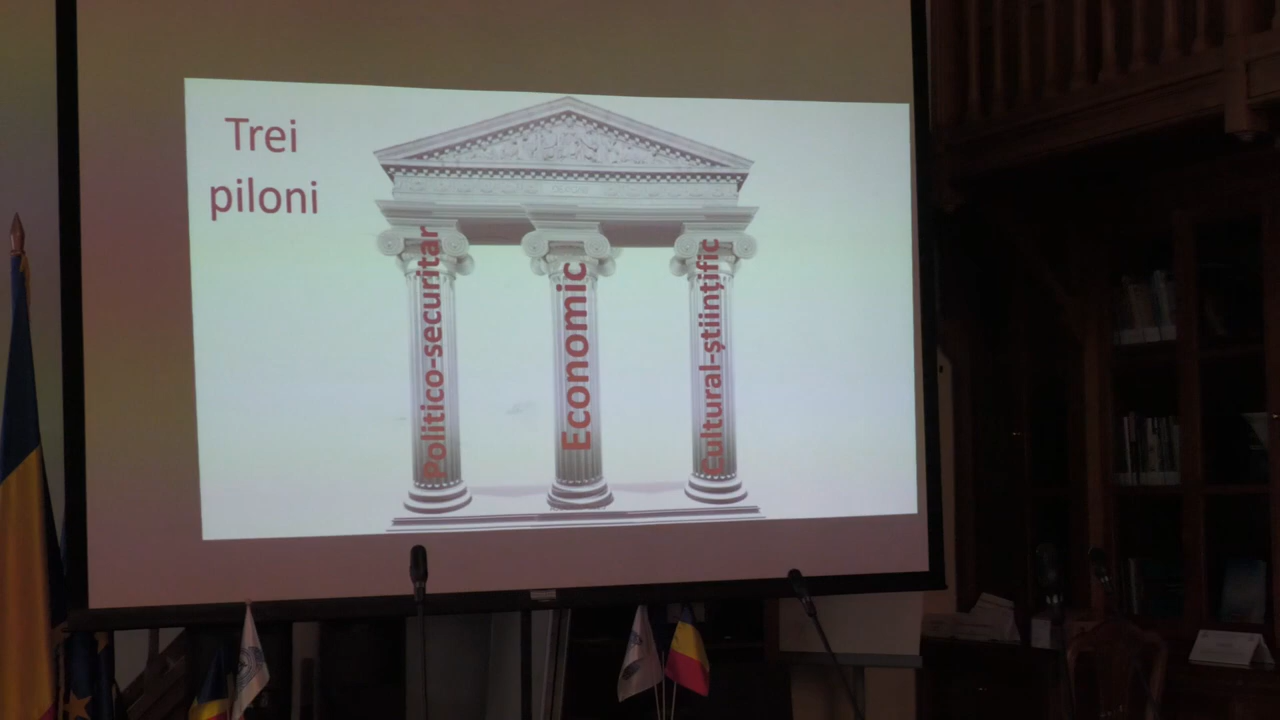 Trei
piloni
Politico-securitar
Economic
Cultural-științific